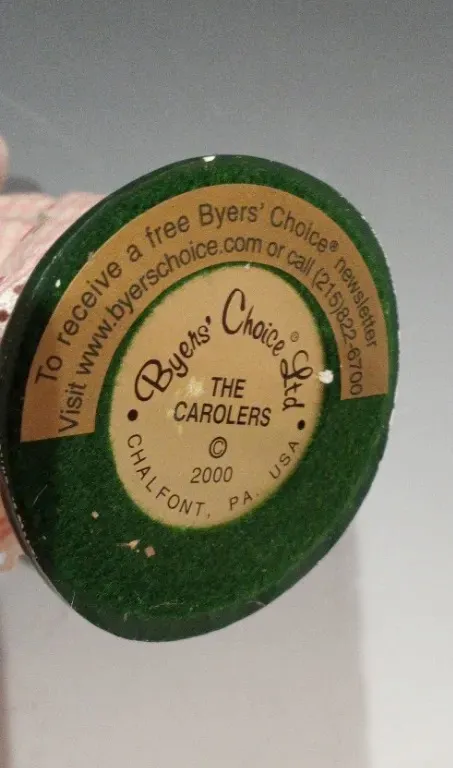 To receive a free Byers' Choice® newsletter
Visit www.byerschoice.com or call (215)822-6700
Byers' Choice® Ltd
THE
CAROLERS
©
2000
• CHALFONT, PA. USA •